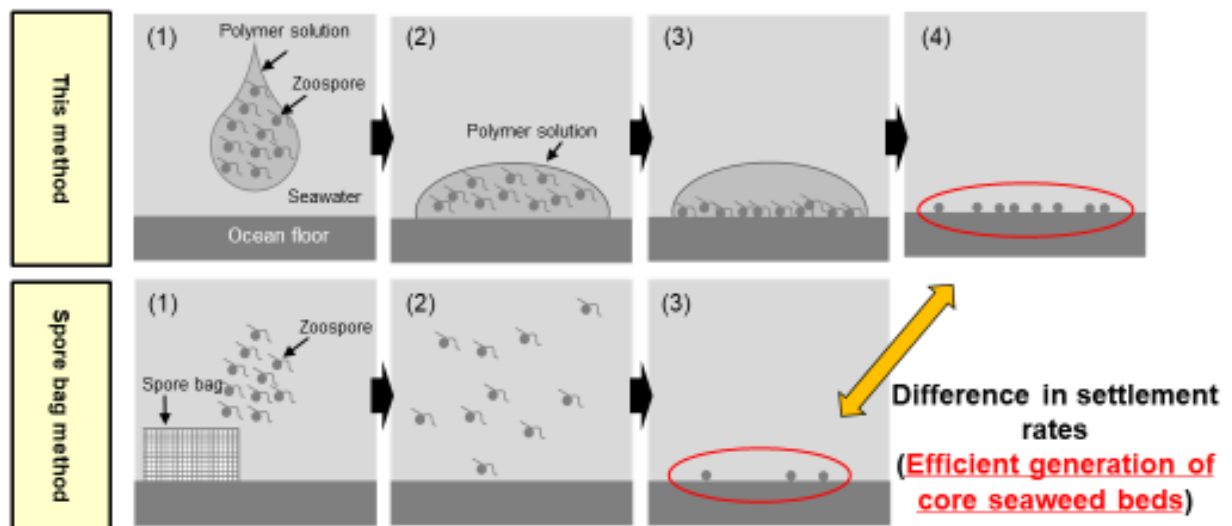 This method
(1)
Polymer solution
Zoospore
Seawater
Ocean floor
(2)
Polymer solution
(3)
(4)
Spore bag method
(1)
Zoospore
Spore bag
(2)
(3)
Difference in settlement
rates
(Efficient generation of
core seaweed beds)